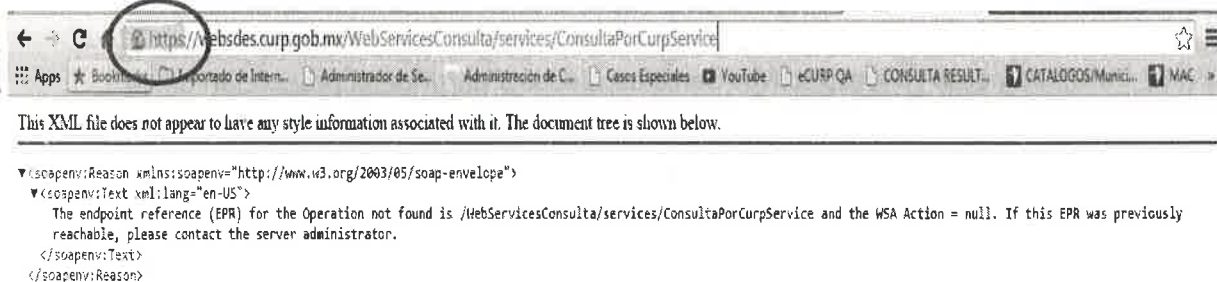 https://websdes.curp.gob.mx/WebServicesConsulta/services/ConsultaPorCurpService
Apps Bookmarks Importado de Intern... Administrador de Se... Administración de C... Casos Especiales YouTube eCURP QA CONSULTA RESULT... CATALOGOS/Munici... MAC »
This XML file does not appear to have any style information associated with it. The document tree is shown below.
▼<soapenv:Reason xmlns:soapenv="http://www.w3.org/2003/05/soap-envelope">
▼<soapenv:Text xml:lang="en-US">
The endpoint reference (EPR) for the Operation not found is /WebServicesConsulta/services/ConsultaPorCurpService and the WSA Action = null. If this EPR was previously
reachable, please contact the server administrator.
</soapenv:Text>
</soapenv:Reason>